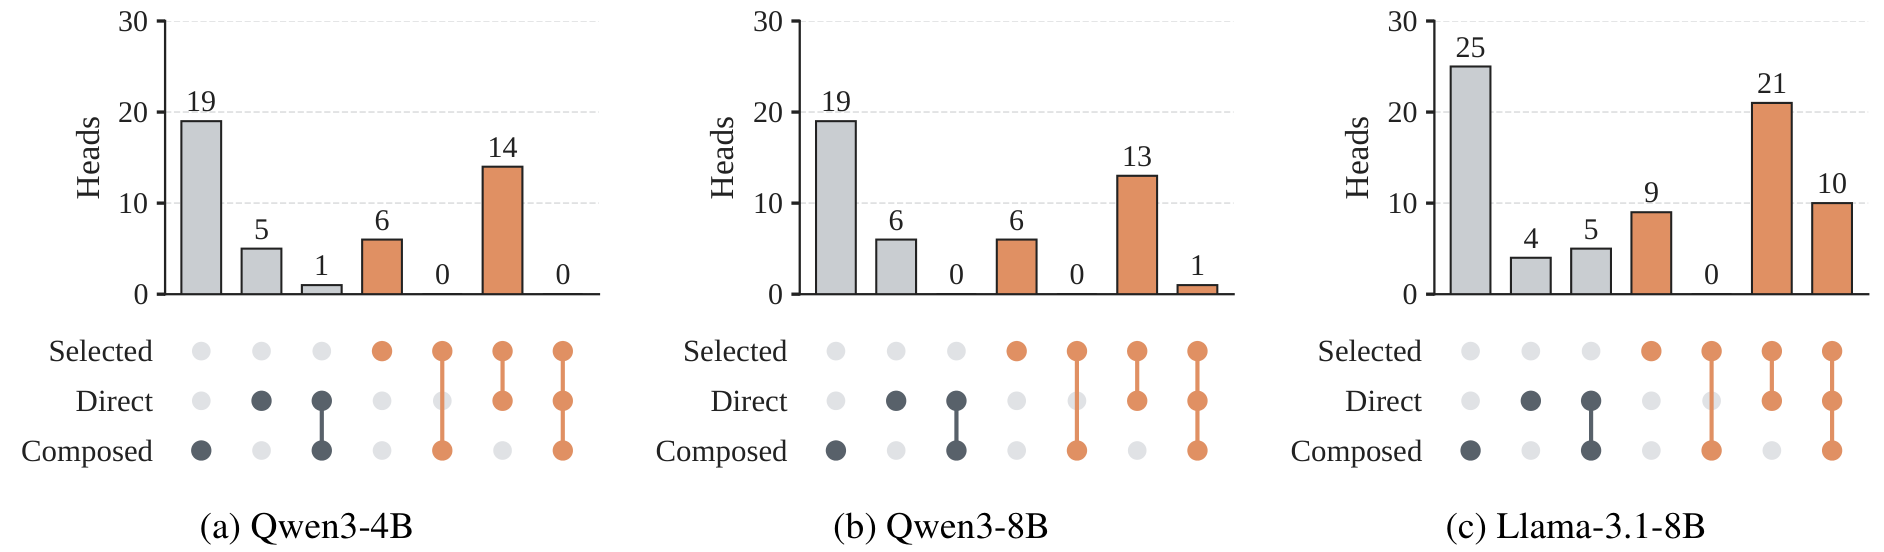 30
20
10
0
Heads
19
5
1
6
0
14
0
Selected
Direct
Composed
(a) Qwen3-4B
30
20
10
0
Heads
19
6
0
6
0
13
1
Selected
Direct
Composed
(b) Qwen3-8B
30
20
10
0
Heads
25
4
5
9
0
21
10
Selected
Direct
Composed
(c) Llama-3.1-8B